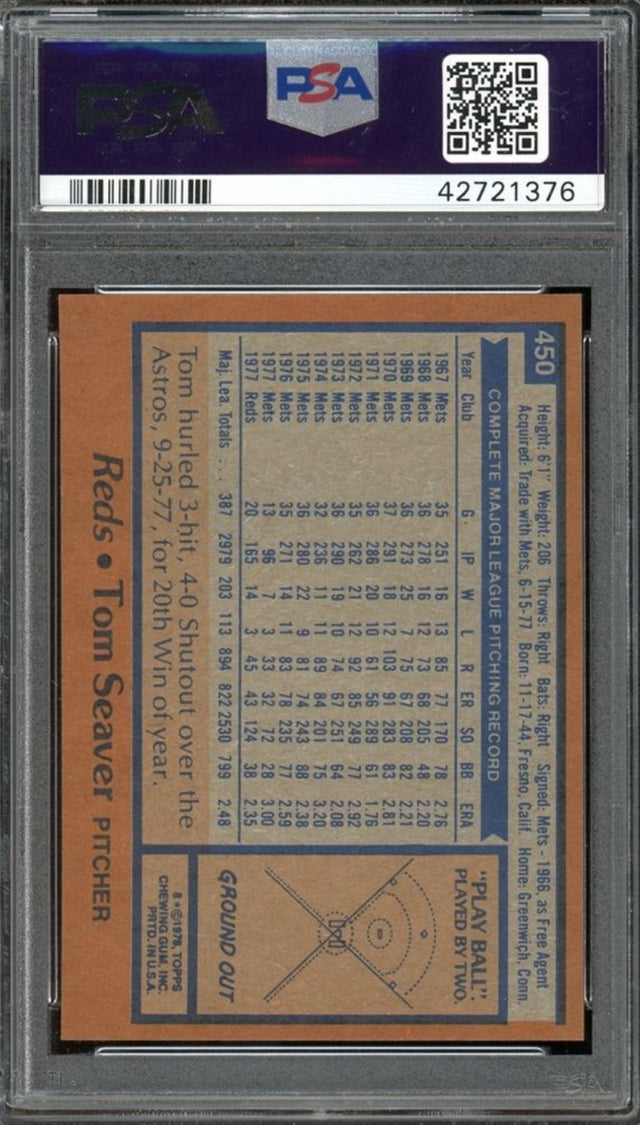 PSA
PSA
42721376
450
Height: 6'1" Weight: 206 Throws: Right Bats: Right Signed: Mets - 1966, as Free Agent
Acquired: Trade with Mets, 6-15-77 Born: 11-17-44, Fresno, Calif. Home: Greenwich, Conn.
COMPLETE MAJOR LEAGUE PITCHING RECORD
Year Club G IP W L R ER SO BB ERA
1967 Mets 35 251 16 13 85 77 170 78 2.76
1968 Mets 36 278 16 12 73 68 205 48 2.20
1969 Mets 36 273 25 7 75 67 208 82 2.21
1970 Mets 37 291 18 12 103 91 283 83 2.81
1971 Mets 36 286 20 10 61 56 289 61 1.76
1972 Mets 35 262 21 12 92 85 249 77 2.92
1973 Mets 36 290 19 10 74 67 251 64 2.08
1974 Mets 32 236 11 11 89 84 201 75 3.20
1975 Mets 36 280 22 9 81 74 243 88 2.38
1976 Mets 35 271 14 11 83 78 235 77 2.59
1977 Mets 13 96 7 3 33 32 72 28 3.00
1977 Reds 20 165 14 3 45 43 124 38 2.35
Maj. Lea. Totals . . . 387 2979 203 113 894 822 2530 799 2.48
Tom hurled 3-hit, 4-0 Shutout over the
Astros, 9-25-77, for 20th Win of year.
"PLAY BALL".
PLAYED BY TWO.
GROUND OUT
8★©1978, TOPPS
CHEWING GUM, INC.
PRTD. IN U.S.A.
Reds • Tom Seaver PITCHER